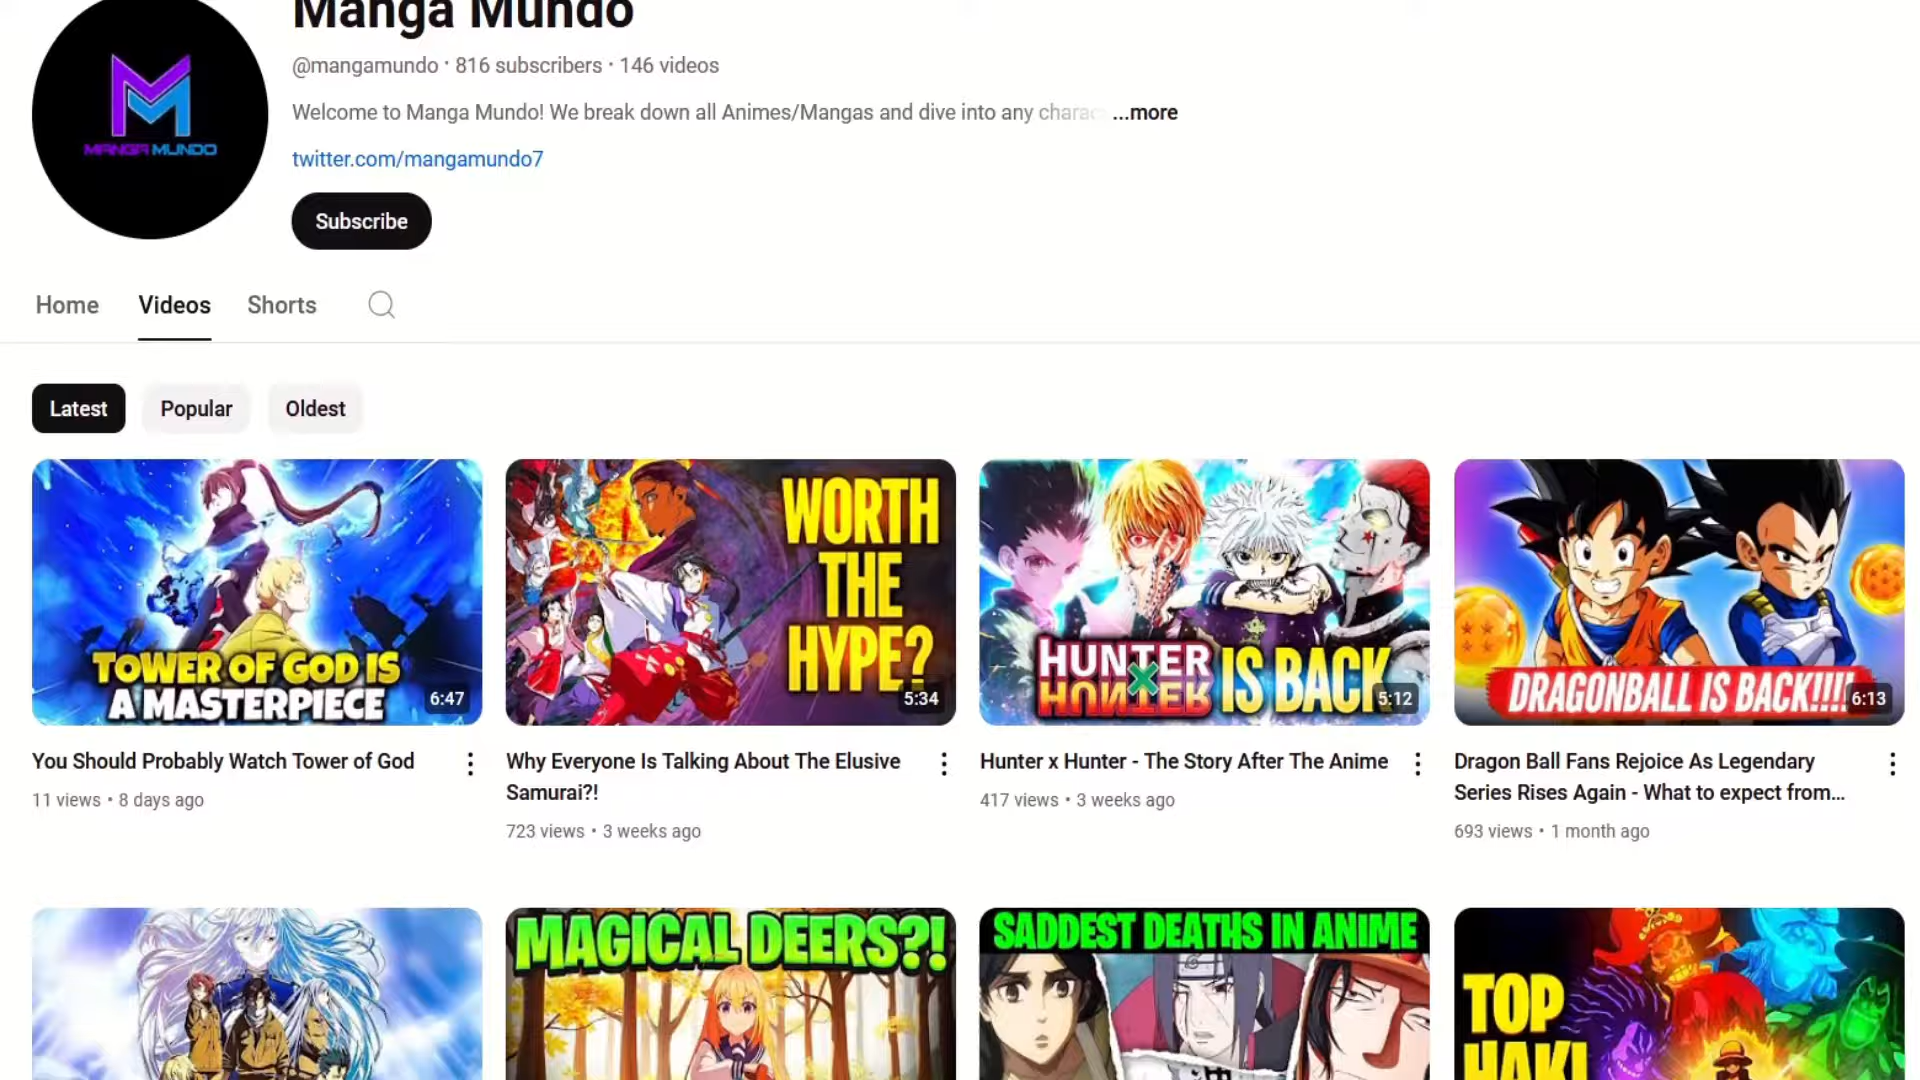 Manga Mundo
MANGA MUNDO
@mangamundo · 816 subscribers · 146 videos
Welcome to Manga Mundo! We break down all Animes/Mangas and dive into any charac ...more
twitter.com/mangamundo7
Subscribe
Home Videos Shorts
Latest Popular Oldest
TOWER OF GOD IS
A MASTERPIECE
6:47
WORTH
THE
HYPE?
5:34
HUNTER X HUNTER IS BACK
5:12
DRAGONBALL IS BACK!!!!
6:13
You Should Probably Watch Tower of God
11 views • 8 days ago
Why Everyone Is Talking About The Elusive
Samurai?!
723 views • 3 weeks ago
Hunter x Hunter - The Story After The Anime
417 views • 3 weeks ago
Dragon Ball Fans Rejoice As Legendary
Series Rises Again - What to expect from...
693 views • 1 month ago
MAGICAL DEERS?!
SADDEST DEATHS IN ANIME
TOP
HAKI